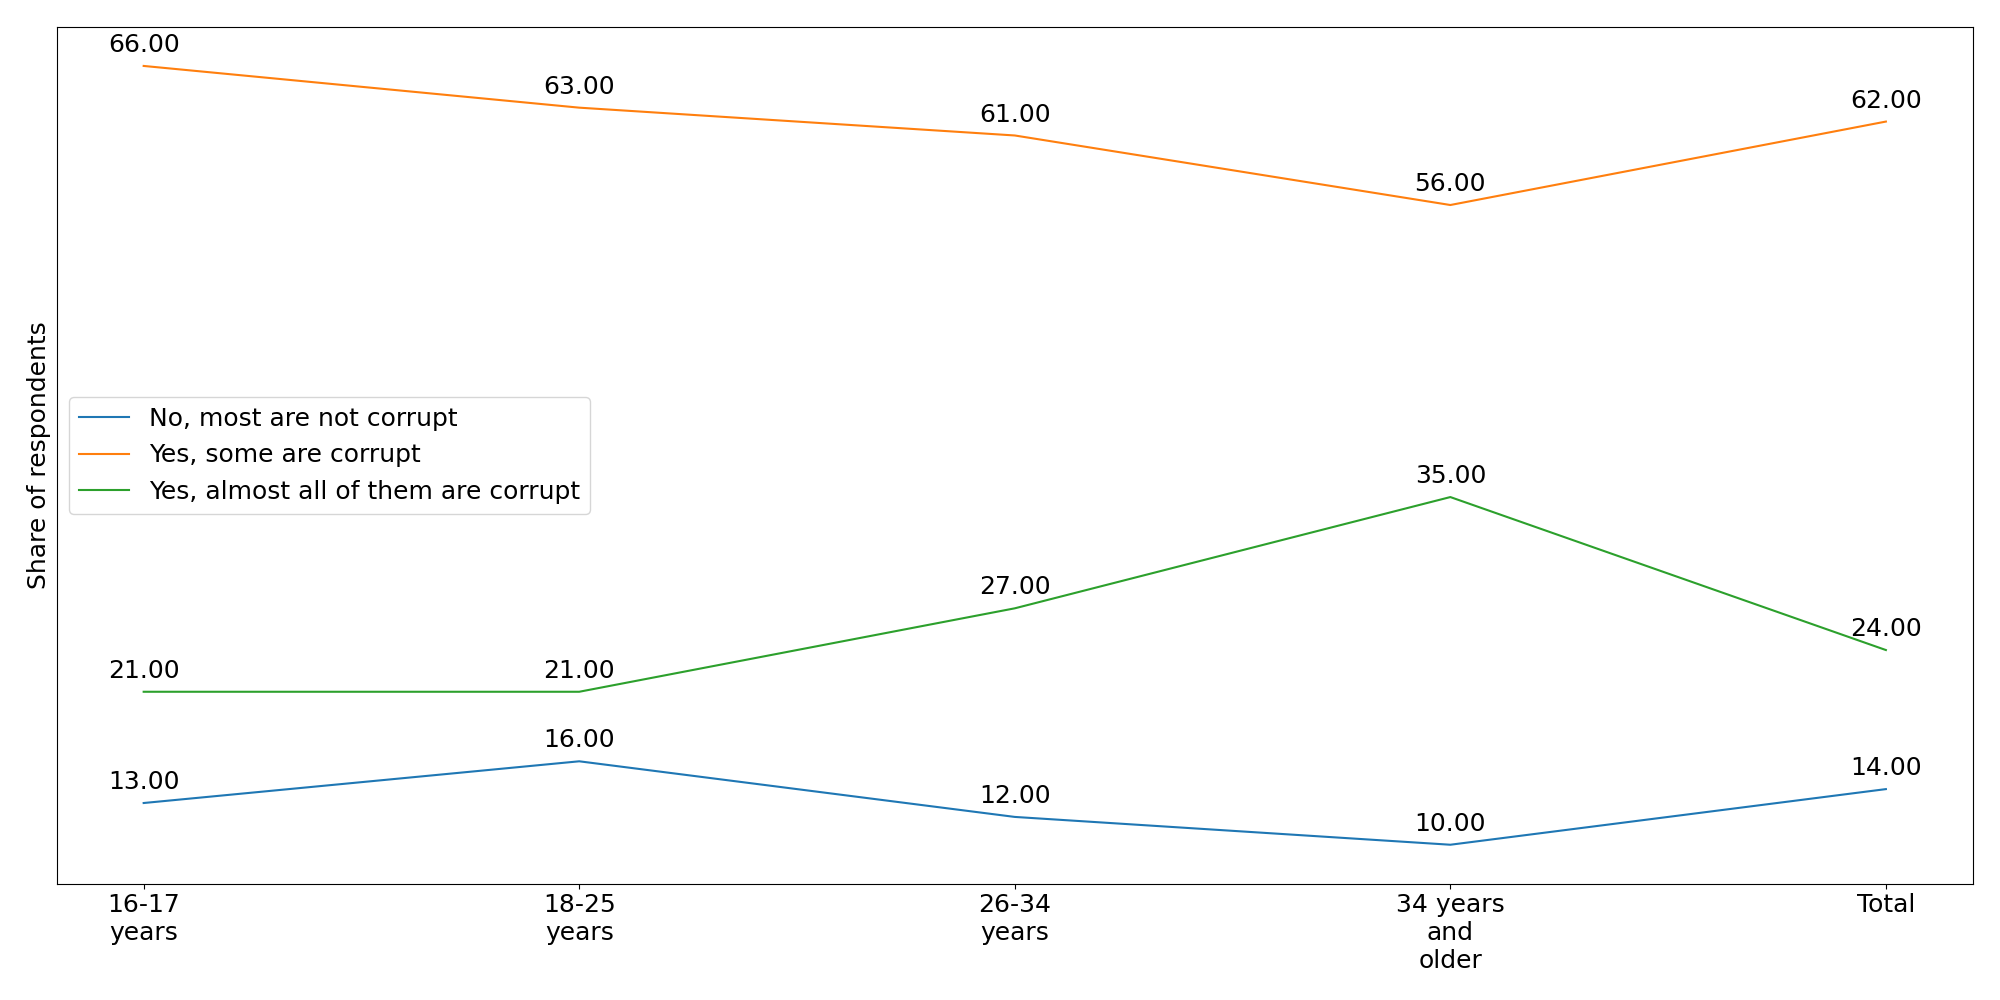 66.00
63.00
61.00
56.00
62.00
Share of respondents
No, most are not corrupt
Yes, some are corrupt
Yes, almost all of them are corrupt
21.00
21.00
27.00
35.00
24.00
13.00
16.00
12.00
10.00
14.00
16-17
years
18-25
years
26-34
years
34 years
and
older
Total